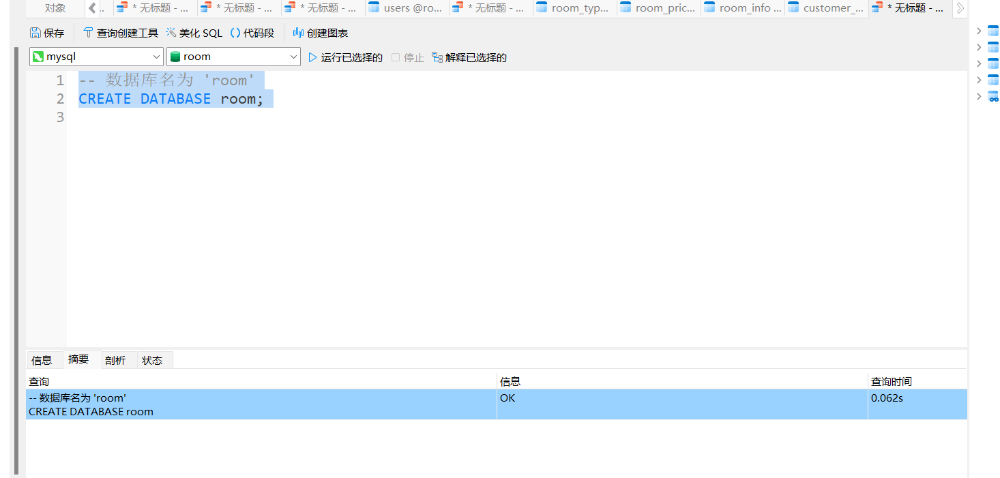 对象 .. * 无标题 - ... * 无标题 - ... * 无标题 - ... users @ro... * 无标题 - ... room_typ... room_pric... room_info ... customer_... * 无标题 - ...
保存 查询创建工具 美化 SQL () 代码段 创建图表
mysql room 运行已选择的 停止 解释已选择的
1 -- 数据库名为 'room'
2 CREATE DATABASE room;
3
信息 摘要 剖析 状态
查询 信息 查询时间
-- 数据库名为 'room' OK 0.062s
CREATE DATABASE room